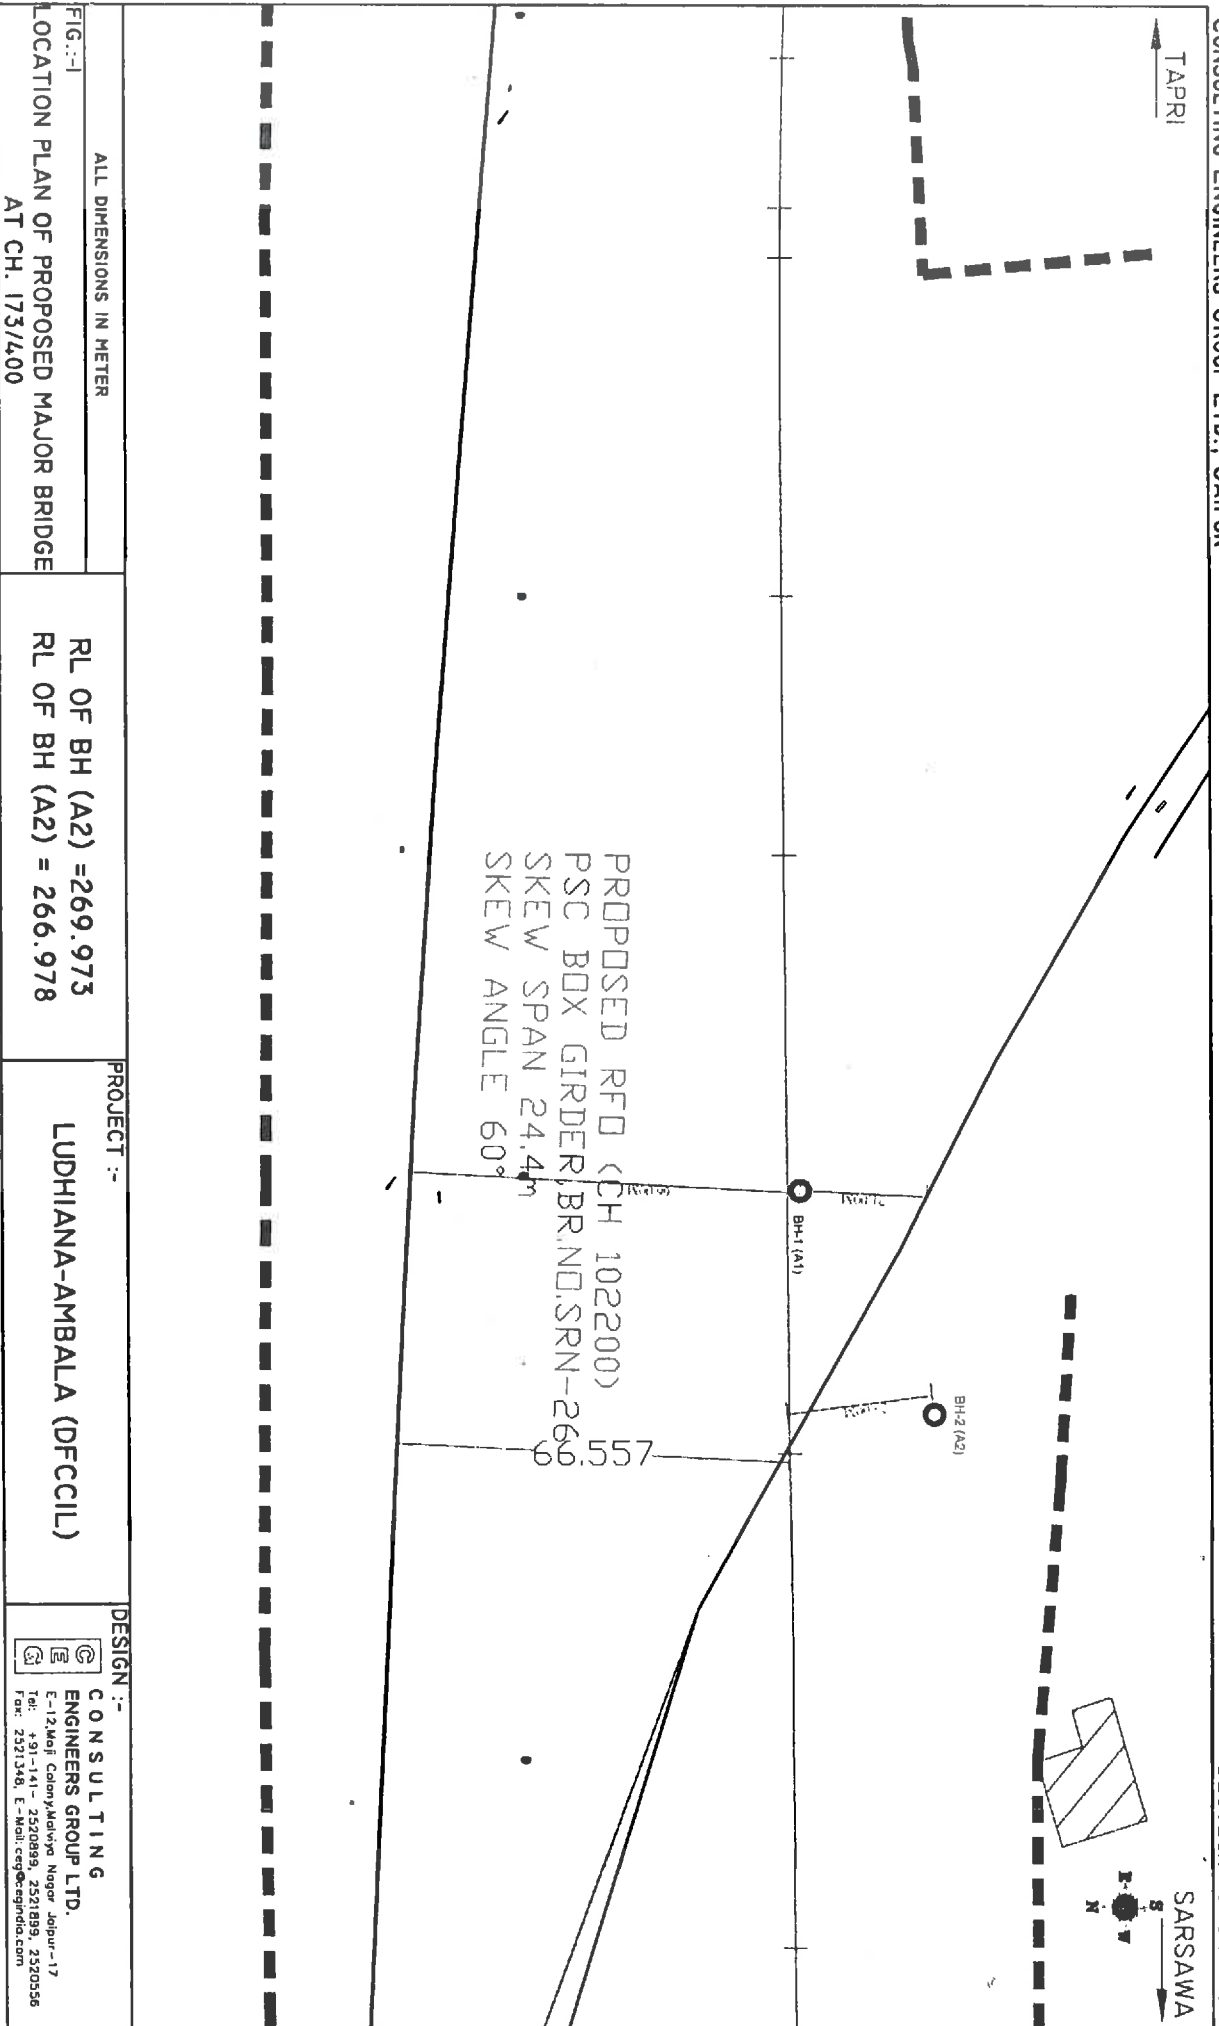 TAPRI
SARSAWA
S
E
W
N
BH-2 (A2)
BH-1 (A1)
PROPOSED RFO (CH 102200)
PSC BOX GIRDER,BR.NO.SRN-26
SKEW SPAN 24.4m
SKEW ANGLE 60°
66.557
ALL DIMENSIONS IN METER
FIG.:-1
LOCATION PLAN OF PROPOSED MAJOR BRIDGE
AT CH. 173/400
RL OF BH (A2) =269.973
RL OF BH (A2) = 266.978
PROJECT :-
LUDHIANA-AMBALA (DFCCIL)
DESIGN :-
C
E
G
CONSULTING
ENGINEERS GROUP LTD.
E-12,Moji Colony,Malviya Nagar Jaipur-17
Tel: +91-141- 2520899, 2521899, 2520556
Fax: 2521348, E-Mail:ceg@cegindia.com